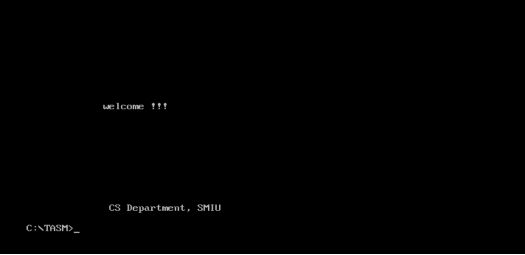 welcome !!!
CS Department, SMIU
C:\TASM>_